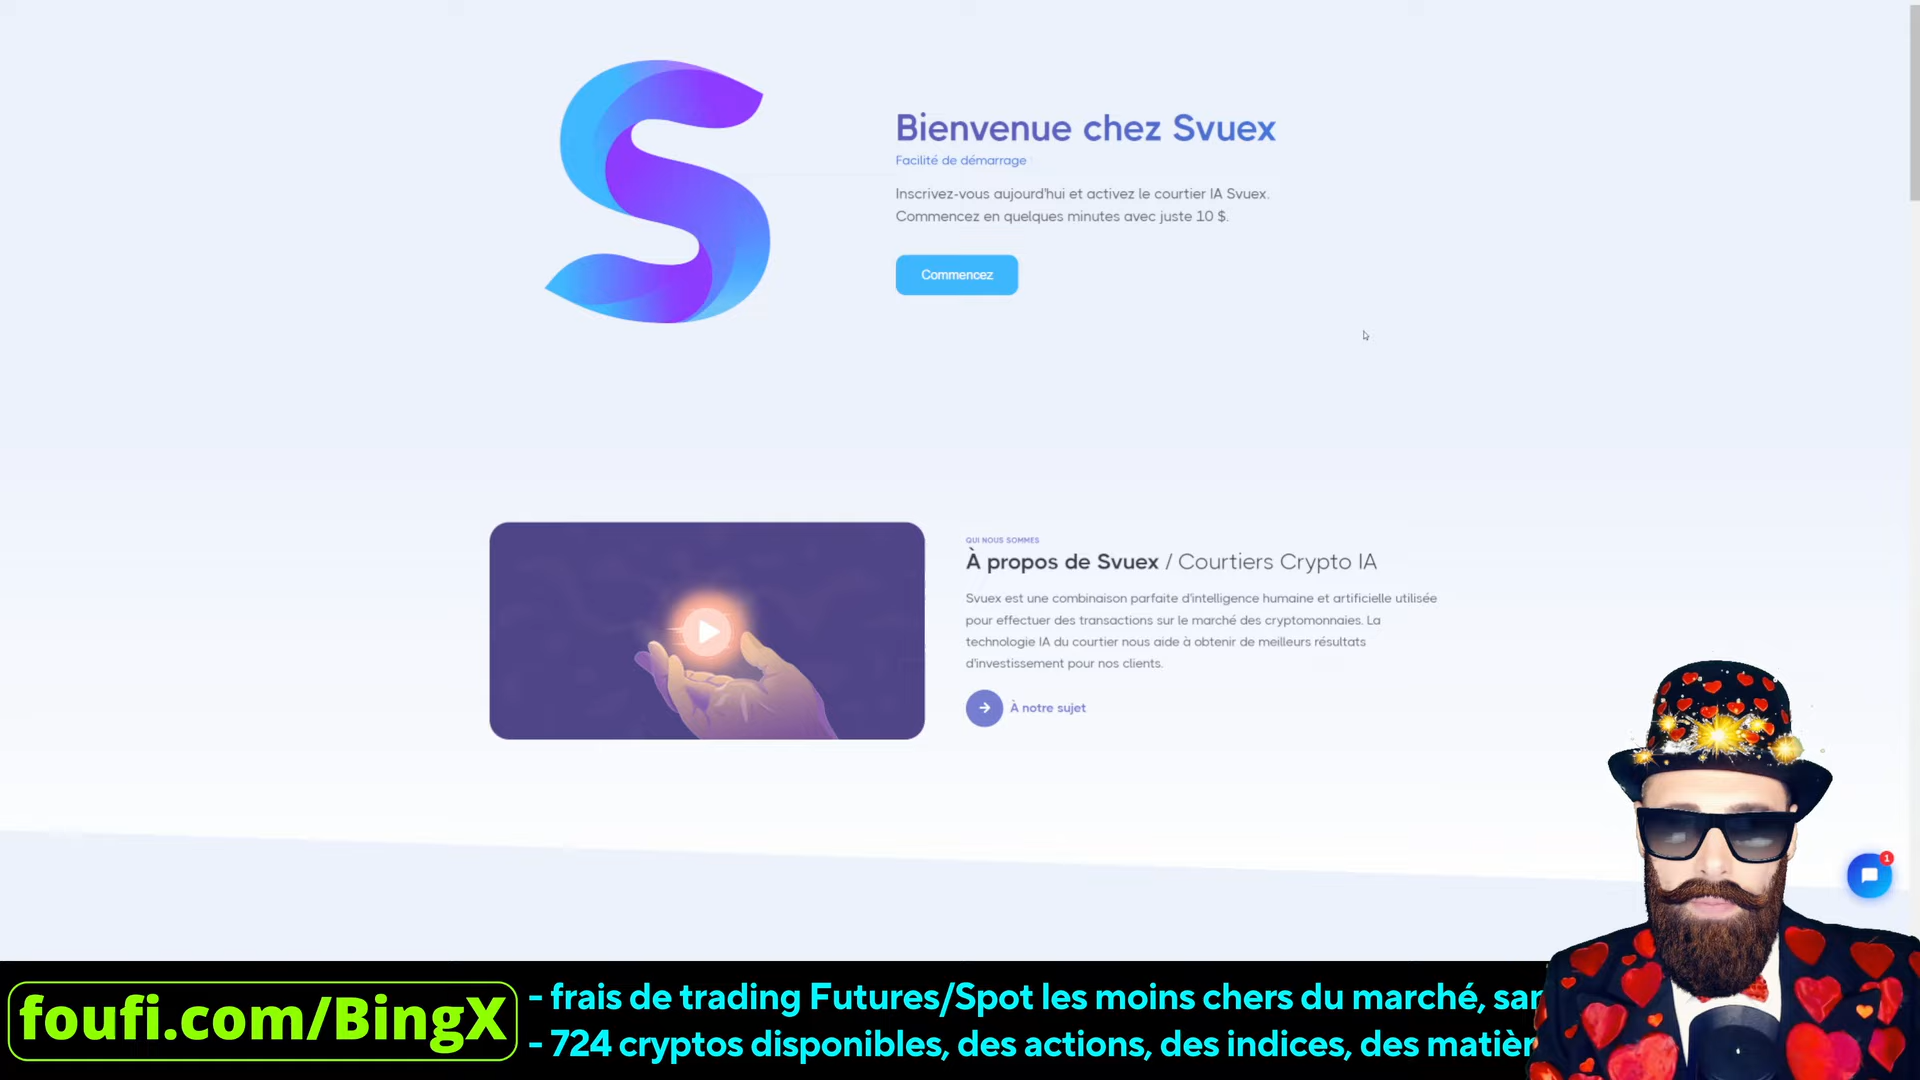 Bienvenue chez Svuex
Facilité de démarrage
Inscrivez-vous aujourd'hui et activez le courtier IA Svuex.
Commencez en quelques minutes avec juste 10 $.
Commencez
QUI NOUS SOMMES
À propos de Svuex / Courtiers Crypto IA
Svuex est une combinaison parfaite d'intelligence humaine et artificielle utilisée
pour effectuer des transactions sur le marché des cryptomonnaies. La
technologie IA du courtier nous aide à obtenir de meilleurs résultats
d'investissement pour nos clients.
À notre sujet
1
foufi.com/BingX
- frais de trading Futures/Spot les moins chers du marché,
- 724 cryptos disponibles, des actions, des indices, des